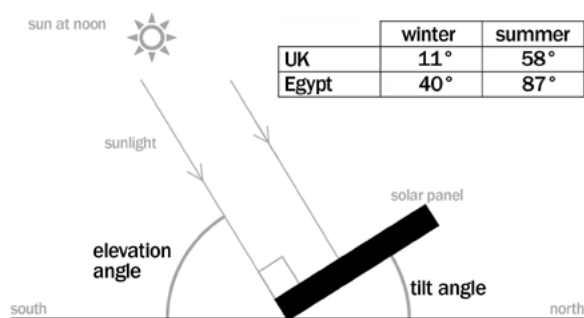 sun at noon
winter summer
UK 11° 58°
Egypt 40° 87°
sunlight
solar panel
elevation
angle
tilt angle
south
north